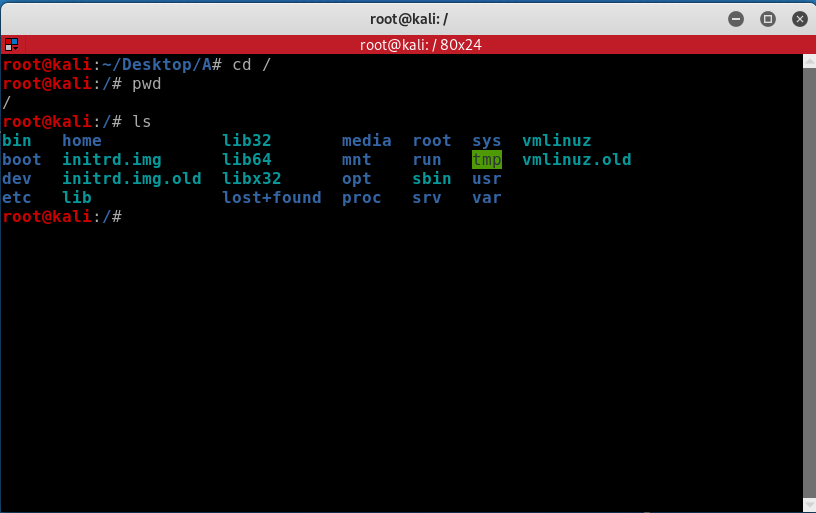 root@kali: /
root@kali: / 80x24
root@kali:~/Desktop/A# cd /
root@kali:/# pwd
/
root@kali:/# ls
bin   home            lib32       media  root  sys  vmlinuz
boot  initrd.img      lib64       mnt    run   tmp  vmlinuz.old
dev   initrd.img.old  libx32      opt    sbin  usr
etc   lib             lost+found  proc   srv   var
root@kali:/#